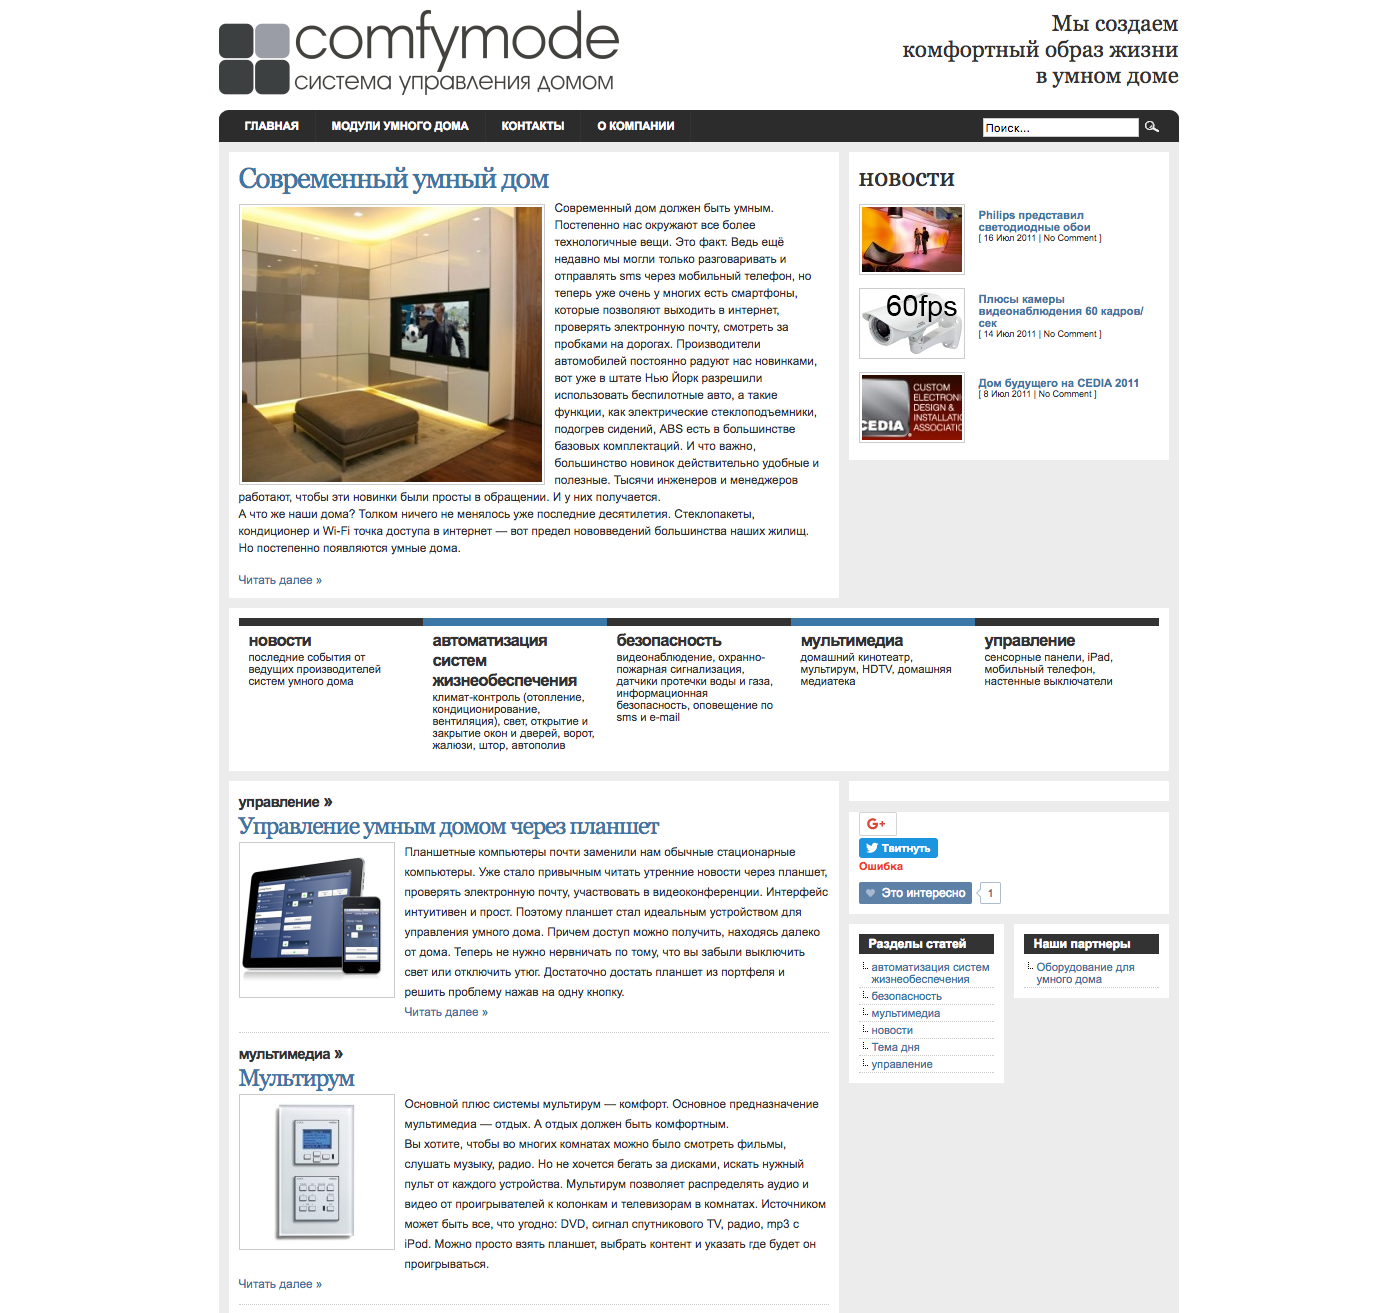 comfymode
система управления домом
Мы создаем
комфортный образ жизни
в умном доме
ГЛАВНАЯ
МОДУЛИ УМНОГО ДОМА
КОНТАКТЫ
О КОМПАНИИ
Поиск...
Современный умный дом
Современный дом должен быть умным.
Постепенно нас окружают все более
технологичные вещи. Это факт. Ведь ещё
недавно мы могли только разговаривать и
отправлять sms через мобильный телефон, но
теперь уже очень у многих есть смартфоны,
которые позволяют выходить в интернет,
проверять электронную почту, смотреть за
пробками на дорогах. Производители
автомобилей постоянно радуют нас новинками,
вот уже в штате Нью Йорк разрешили
использовать беспилотные авто, а такие
функции, как электрические стеклоподъемники,
подогрев сидений, ABS есть в большинстве
базовых комплектаций. И что важно,
большинство новинок действительно удобные и
полезные. Тысячи инженеров и менеджеров
работают, чтобы эти новинки были просты в обращении. И у них получается.
А что же наши дома? Толком ничего не менялось уже последние десятилетия. Стеклопакеты,
кондиционер и Wi-Fi точка доступа в интернет — вот предел нововведений большинства наших жилищ.
Но постепенно появляются умные дома.
Читать далее »
новости
Philips представил
светодиодные обои
[ 16 Июл 2011 | No Comment ]
60fps
Плюсы камеры
видеонаблюдения 60 кадров/
сек
[ 14 Июл 2011 | No Comment ]
CEDIA
CUSTOM
ELECTRONI
DESIGN &
INSTALLAT
ASSOCIATIO
Дом будущего на CEDIA 2011
[ 8 Июл 2011 | No Comment ]
новости
последние события от
ведущих производителей
систем умного дома
автоматизация
систем
жизнеобеспечения
климат-контроль (отопление,
кондиционирование,
вентиляция), свет, открытие и
закрытие окон и дверей, ворот,
жалюзи, штор, автополив
безопасность
видеонаблюдение, охранно-
пожарная сигнализация,
датчики протечки воды и газа,
информационная
безопасность, оповещение по
sms и e-mail
мультимедиа
домашний кинотеатр,
мультирум, HDTV, домашняя
медиатека
управление
сенсорные панели, iPad,
мобильный телефон,
настенные выключатели
управление »
Управление умным домом через планшет
Планшетные компьютеры почти заменили нам обычные стационарные
компьютеры. Уже стало привычным читать утренние новости через планшет,
проверять электронную почту, участвовать в видеоконференции. Интерфейс
интуитивен и прост. Поэтому планшет стал идеальным устройством для
управления умного дома. Причем доступ можно получить, находясь далеко
от дома. Теперь не нужно нервничать по тому, что вы забыли выключить
свет или отключить утюг. Достаточно достать планшет из портфеля и
решить проблему нажав на одну кнопку.
Читать далее »
мультимедиа »
Мультирум
Основной плюс системы мультирум — комфорт. Основное предназначение
мультимедиа — отдых. А отдых должен быть комфортным.
Вы хотите, чтобы во многих комнатах можно было смотреть фильмы,
слушать музыку, радио. Но не хочется бегать за дисками, искать нужный
пульт от каждого устройства. Мультирум позволяет распределять аудио и
видео от проигрывателей к колонкам и телевизорам в комнатах. Источником
может быть все, что угодно: DVD, сигнал спутникового TV, радио, mp3 с
iPod. Можно просто взять планшет, выбрать контент и указать где будет он
проигрываться.
Читать далее »
G+
Твитнуть
Ошибка
Это интересно
1
Разделы статей
автоматизация систем
жизнеобеспечения
безопасность
мультимедиа
новости
Тема дня
управление
Наши партнеры
Оборудование для
умного дома